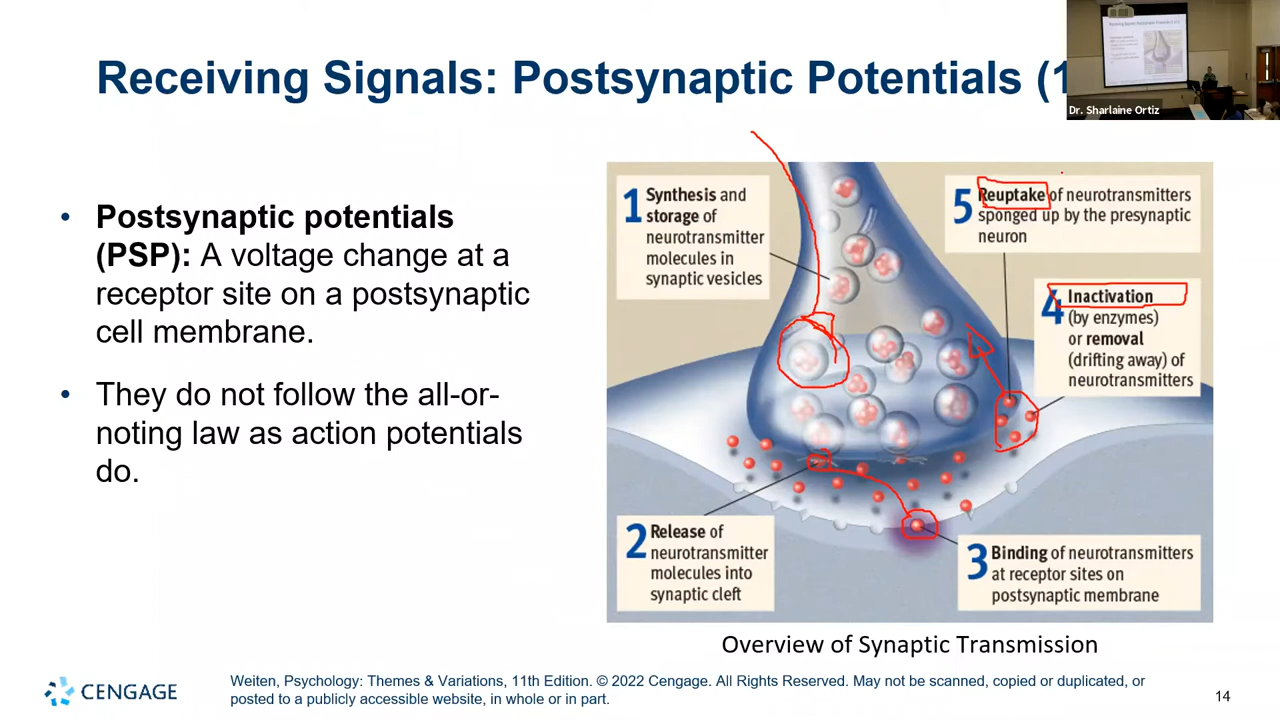 Receiving Signals: Postsynaptic Potentials (1
Dr. Sharlaine Ortiz
• Postsynaptic potentials
(PSP): A voltage change at a
receptor site on a postsynaptic
cell membrane.
• They do not follow the all-or-
noting law as action potentials
do.
1 Synthesis and
storage of
neurotransmitter
molecules in
synaptic vesicles
5 Reuptake of neurotransmitters
sponged up by the presynaptic
neuron
4 Inactivation
(by enzymes)
or removal
(drifting away) of
neurotransmitters
2 Release of
neurotransmitter
molecules into
synaptic cleft
3 Binding of neurotransmitters
at receptor sites on
postsynaptic membrane
Overview of Synaptic Transmission
CENGAGE
Weiten, Psychology: Themes & Variations, 11th Edition. © 2022 Cengage. All Rights Reserved. May not be scanned, copied or duplicated, or
posted to a publicly accessible website, in whole or in part.
14